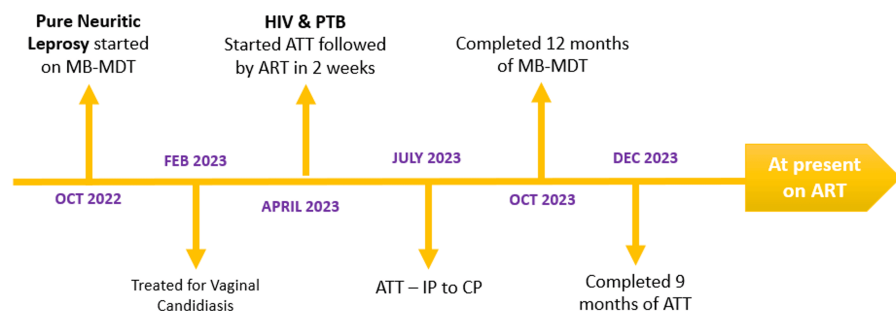 Pure Neuritic
Leprosy started
on MB-MDT
HIV & PTB
Started ATT followed
by ART in 2 weeks
Completed 12 months
of MB-MDT
FEB 2023
JULY 2023
DEC 2023
At present
on ART
OCT 2022
APRIL 2023
OCT 2023
Treated for Vaginal
Candidiasis
ATT – IP to CP
Completed 9
months of ATT